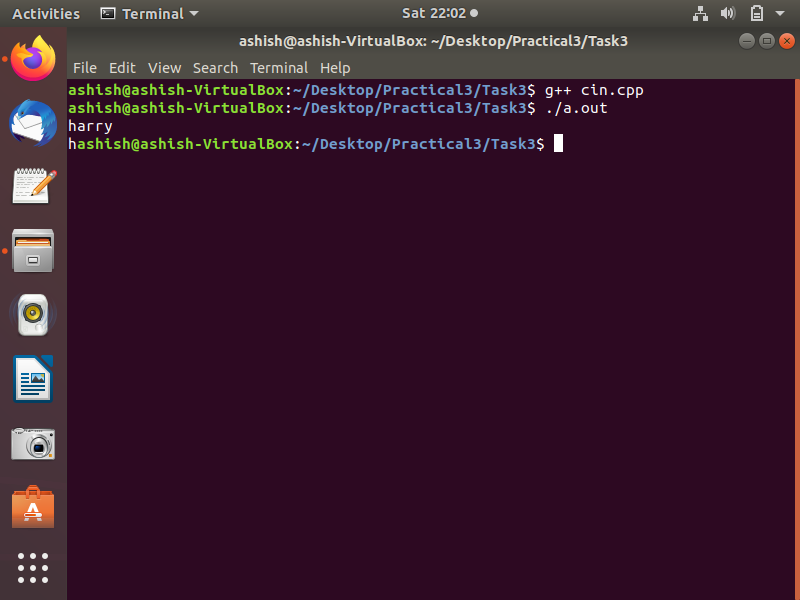 Activities Terminal Sat 22:02
ashish@ashish-VirtualBox: ~/Desktop/Practical3/Task3
File Edit View Search Terminal Help
ashish@ashish-VirtualBox:~/Desktop/Practical3/Task3$ g++ cin.cpp
ashish@ashish-VirtualBox:~/Desktop/Practical3/Task3$ ./a.out
harry
hashish@ashish-VirtualBox:~/Desktop/Practical3/Task3$